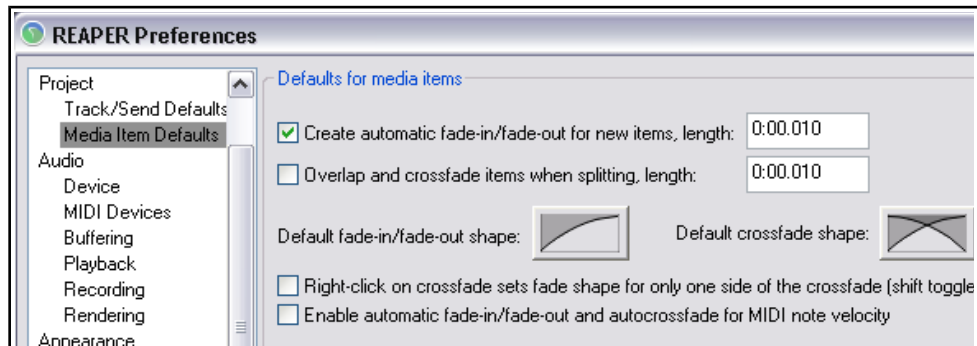 REAPER Preferences
Project
Track/Send Defaults
Media Item Defaults
Audio
Device
MIDI Devices
Buffering
Playback
Recording
Rendering
Appearance
Defaults for media items
Create automatic fade-in/fade-out for new items, length: 0:00.010
Overlap and crossfade items when splitting, length: 0:00.010
Default fade-in/fade-out shape: Default crossfade shape:
Right-click on crossfade sets fade shape for only one side of the crossfade (shift toggle
Enable automatic fade-in/fade-out and autocrossfade for MIDI note velocity